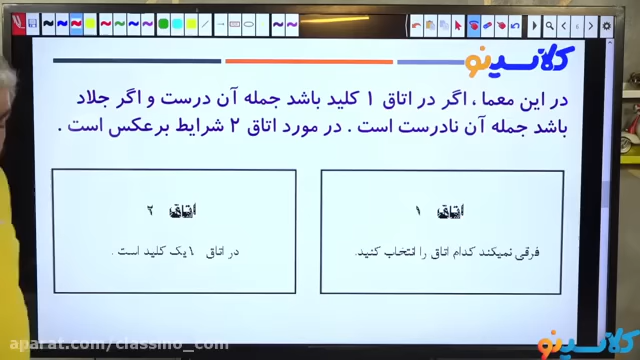 کلاسینو
در این معما ، اگر در اتاق ۱ کلید باشد جمله آن درست و اگر جلاد
باشد جمله آن نادرست است . در مورد اتاق ۲ شرایط برعکس است .
اتاق ۱
فرقی نمیکند کدام اتاق را انتخاب کنید.
اتاق ۲
در اتاق ۱ یک کلید است .
aparat.com/classino_com
کلاسینو